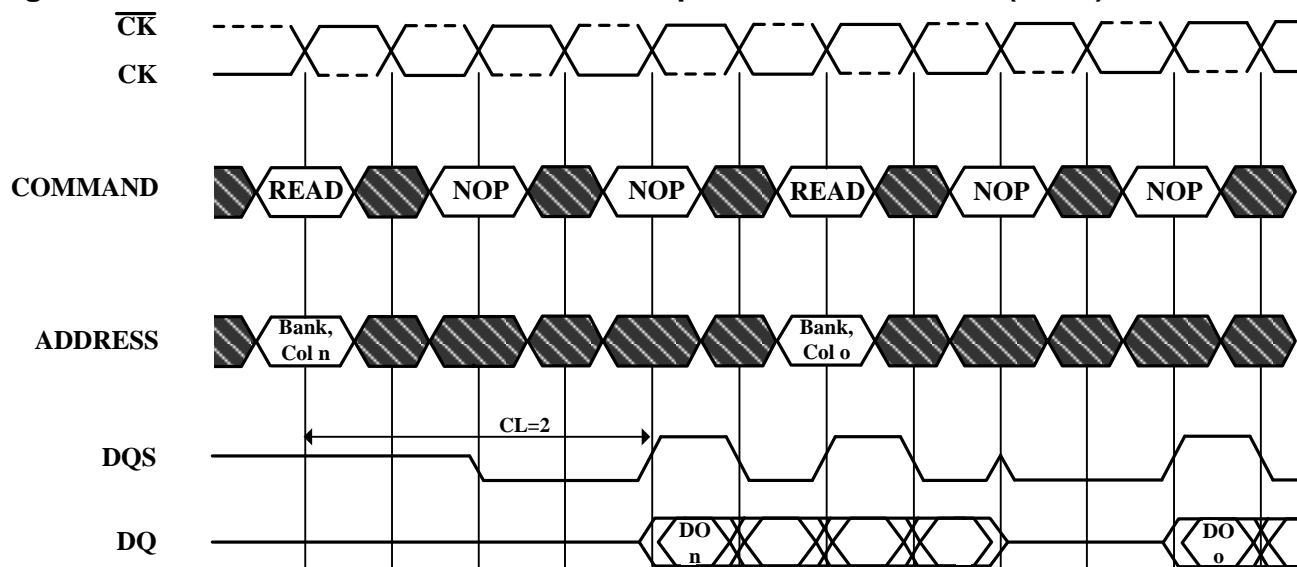 CK
CK
COMMAND READ NOP NOP READ NOP NOP
ADDRESS Bank, Col n Bank, Col o
CL=2
DQS
DQ DO n DO o